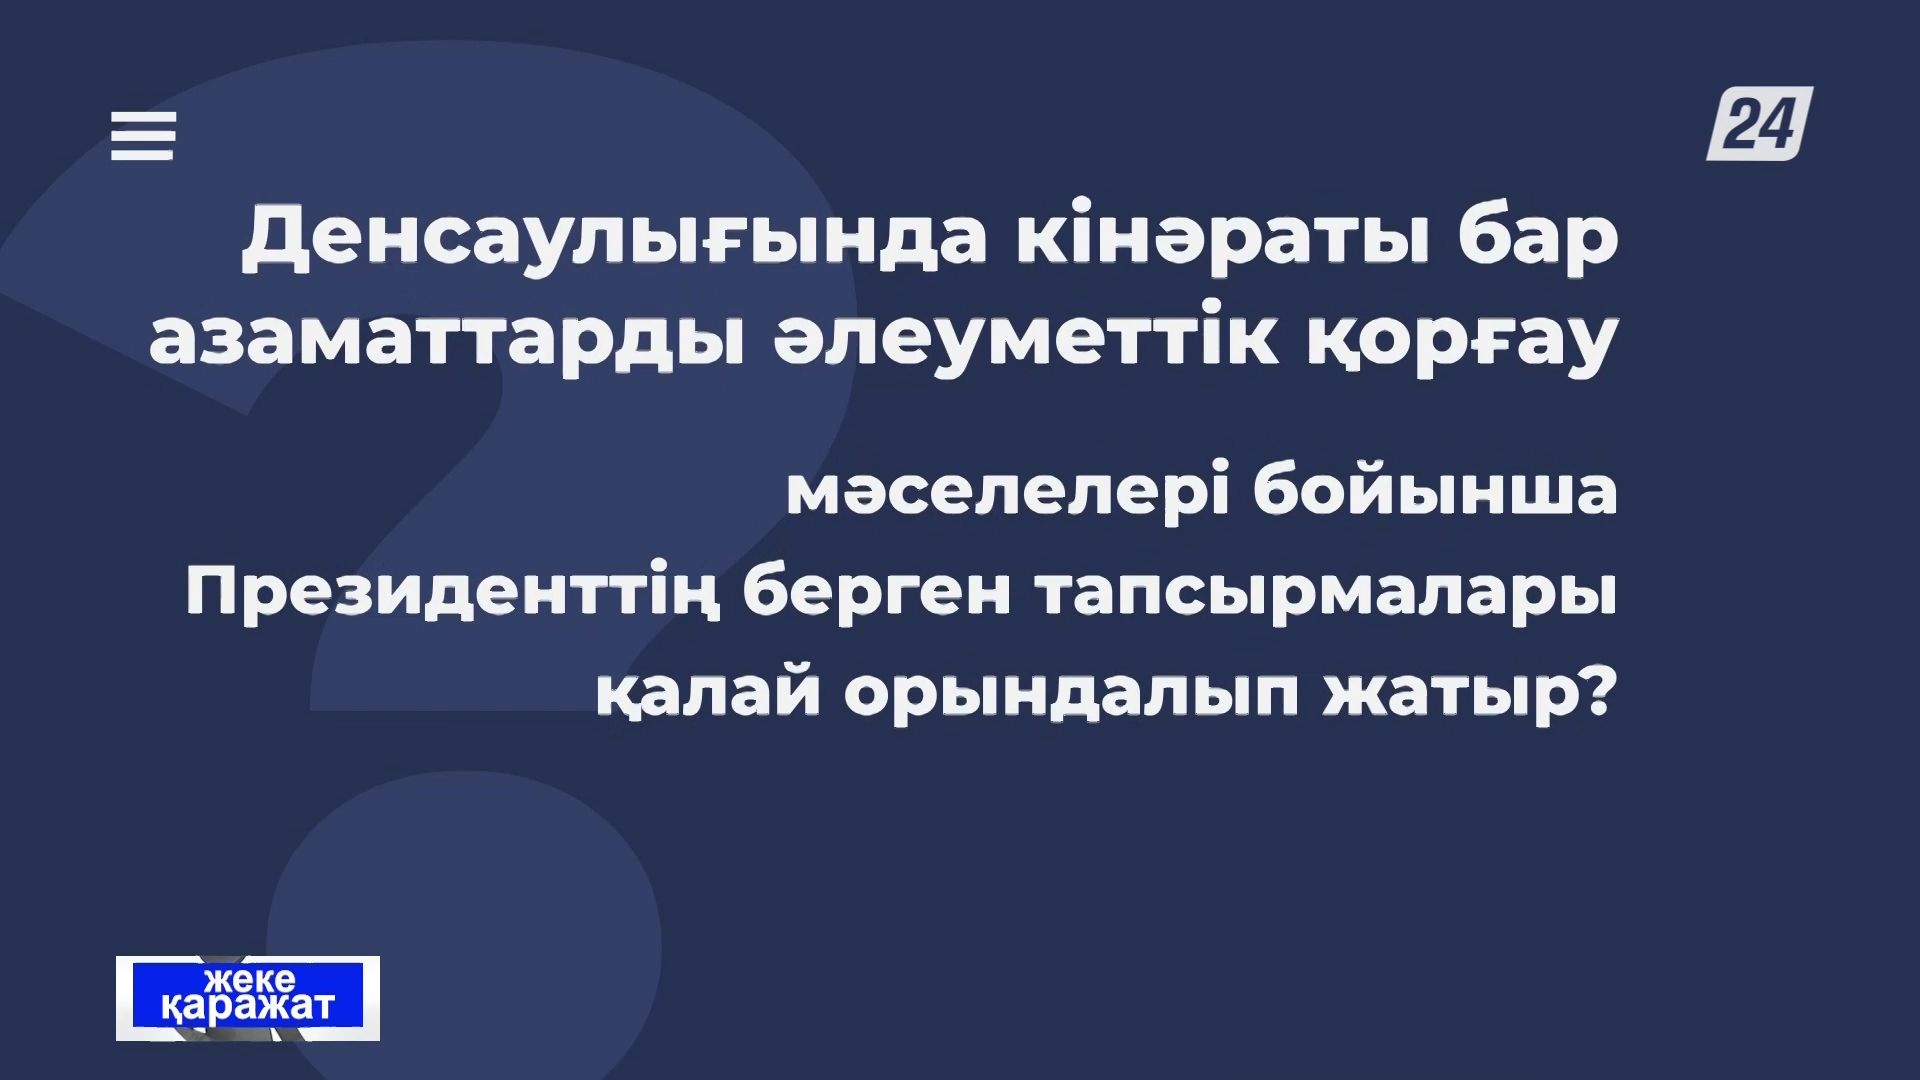 24
Денсаулығында кінәраты бар
азаматтарды әлеуметтік қорғау
мәселелері бойынша
Президенттің берген тапсырмалары
қалай орындалып жатыр?
жеке
қаражат